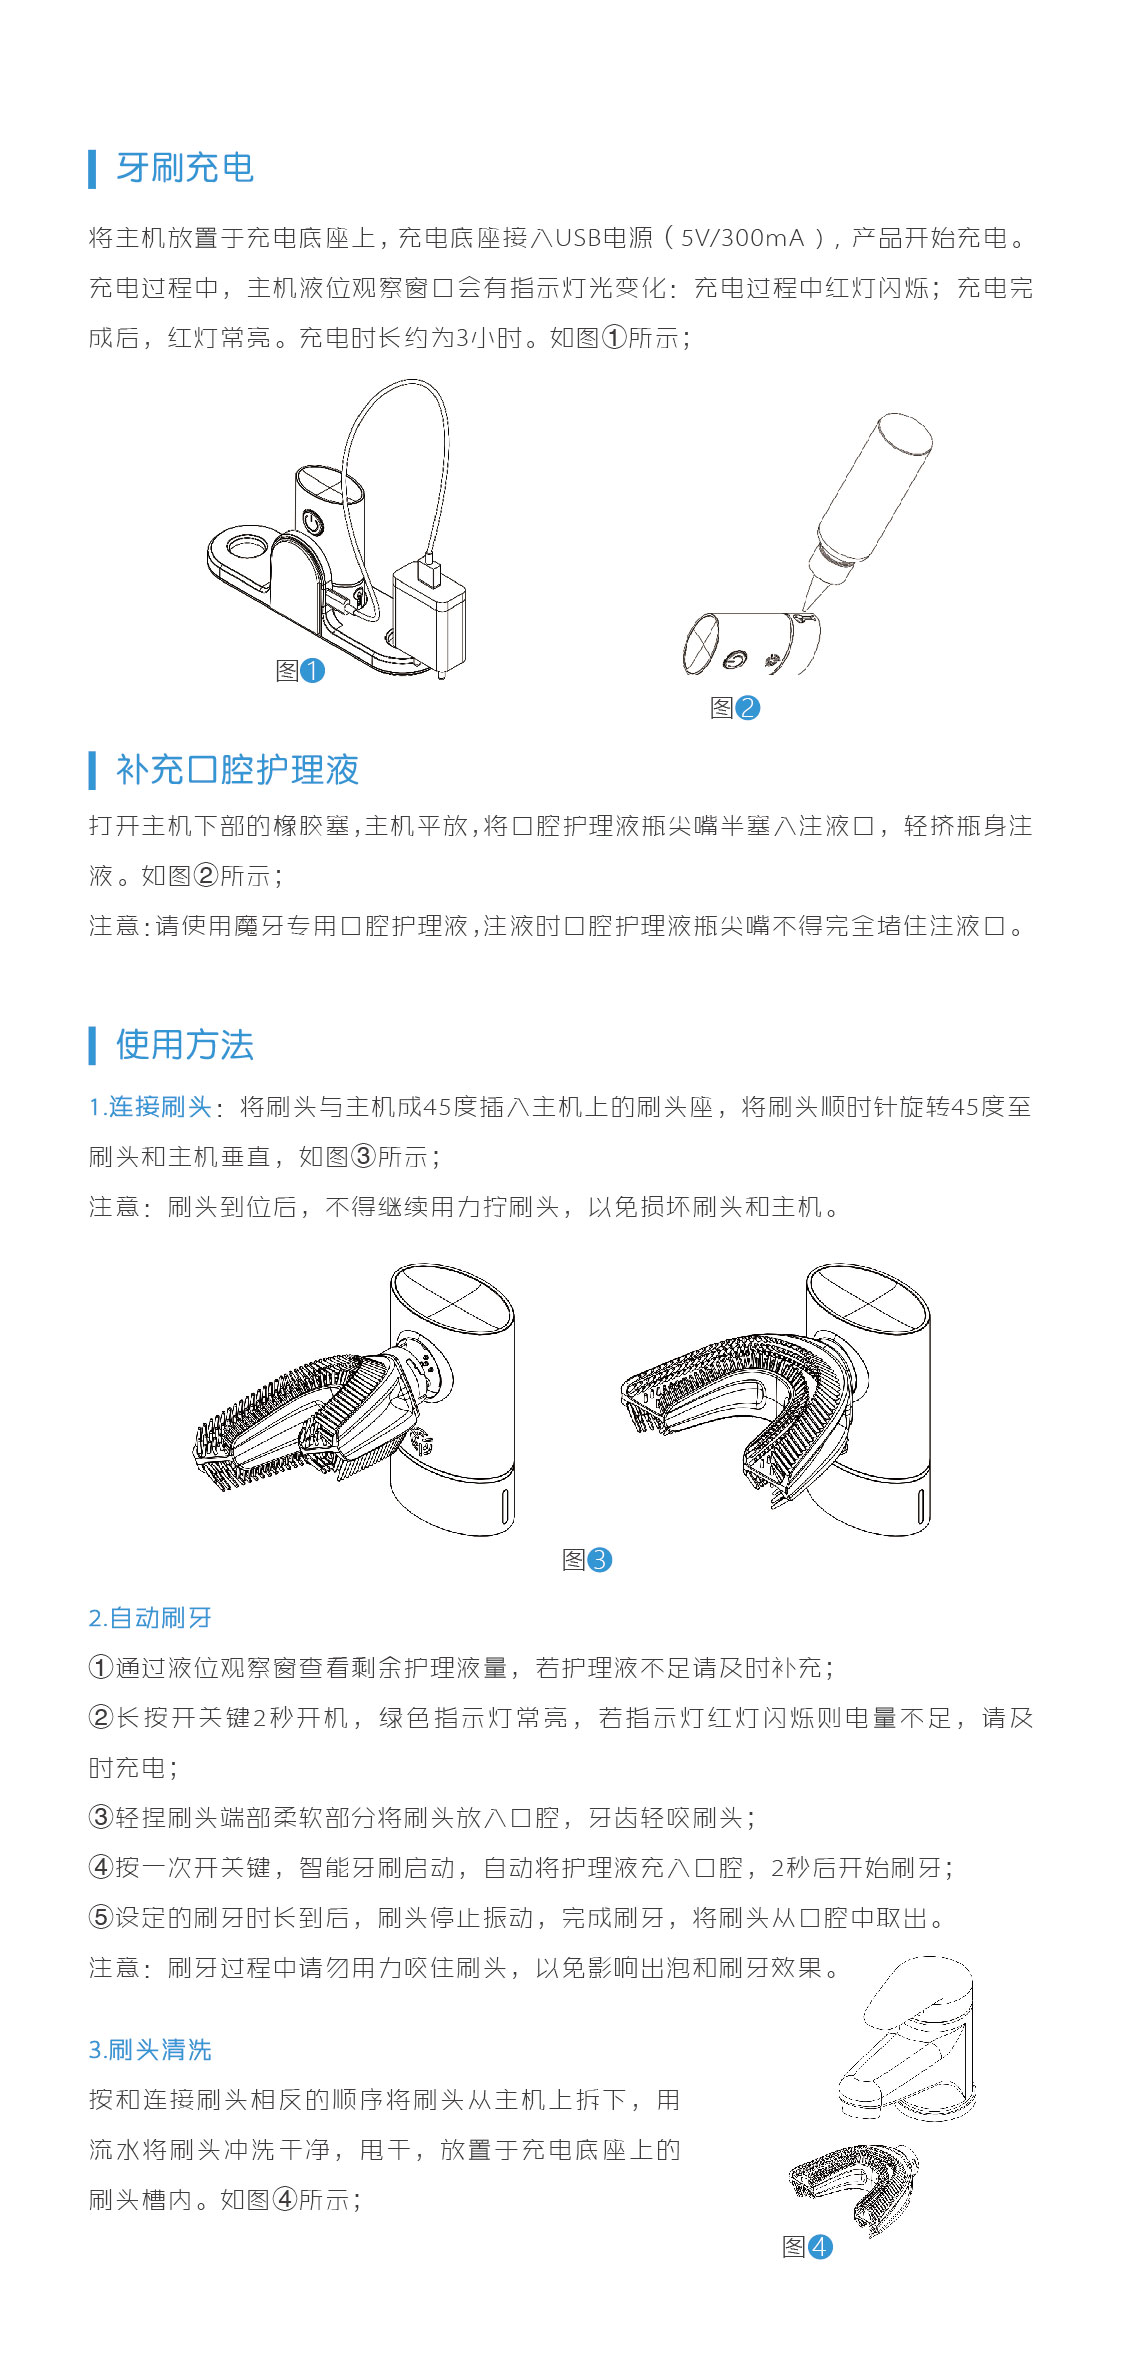 牙刷充电
将主机放置于充电底座上，充电底座接入USB电源（5V/300mA），产品开始充电。
充电过程中，主机液位观察窗口会有指示灯光变化：充电过程中红灯闪烁；充电完
成后，红灯常亮。充电时长约为3小时。如图①所示；
图1
图2
补充口腔护理液
打开主机下部的橡胶塞，主机平放，将口腔护理液瓶尖嘴半塞入注液口，轻挤瓶身注
液。如图②所示；
注意：请使用魔牙专用口腔护理液，注液时口腔护理液瓶尖嘴不得完全堵住注液口。
使用方法
1.连接刷头：将刷头与主机成45度插入主机上的刷头座，将刷头顺时针旋转45度至
刷头和主机垂直，如图③所示；
注意：刷头到位后，不得继续用力拧刷头，以免损坏刷头和主机。
图3
2.自动刷牙
①通过液位观察窗查看剩余护理液量，若护理液不足请及时补充；
②长按开关键2秒开机，绿色指示灯常亮，若指示灯红灯闪烁则电量不足，请及
时充电；
③轻捏刷头端部柔软部分将刷头放入口腔，牙齿轻咬刷头；
④按一次开关键，智能牙刷启动，自动将护理液充入口腔，2秒后开始刷牙；
⑤设定的刷牙时长到后，刷头停止振动，完成刷牙，将刷头从口腔中取出。
注意：刷牙过程中请勿用力咬住刷头，以免影响出泡和刷牙效果。
3.刷头清洗
按和连接刷头相反的顺序将刷头从主机上拆下，用
流水将刷头冲洗干净，甩干，放置于充电底座上的
刷头槽内。如图④所示；
图4